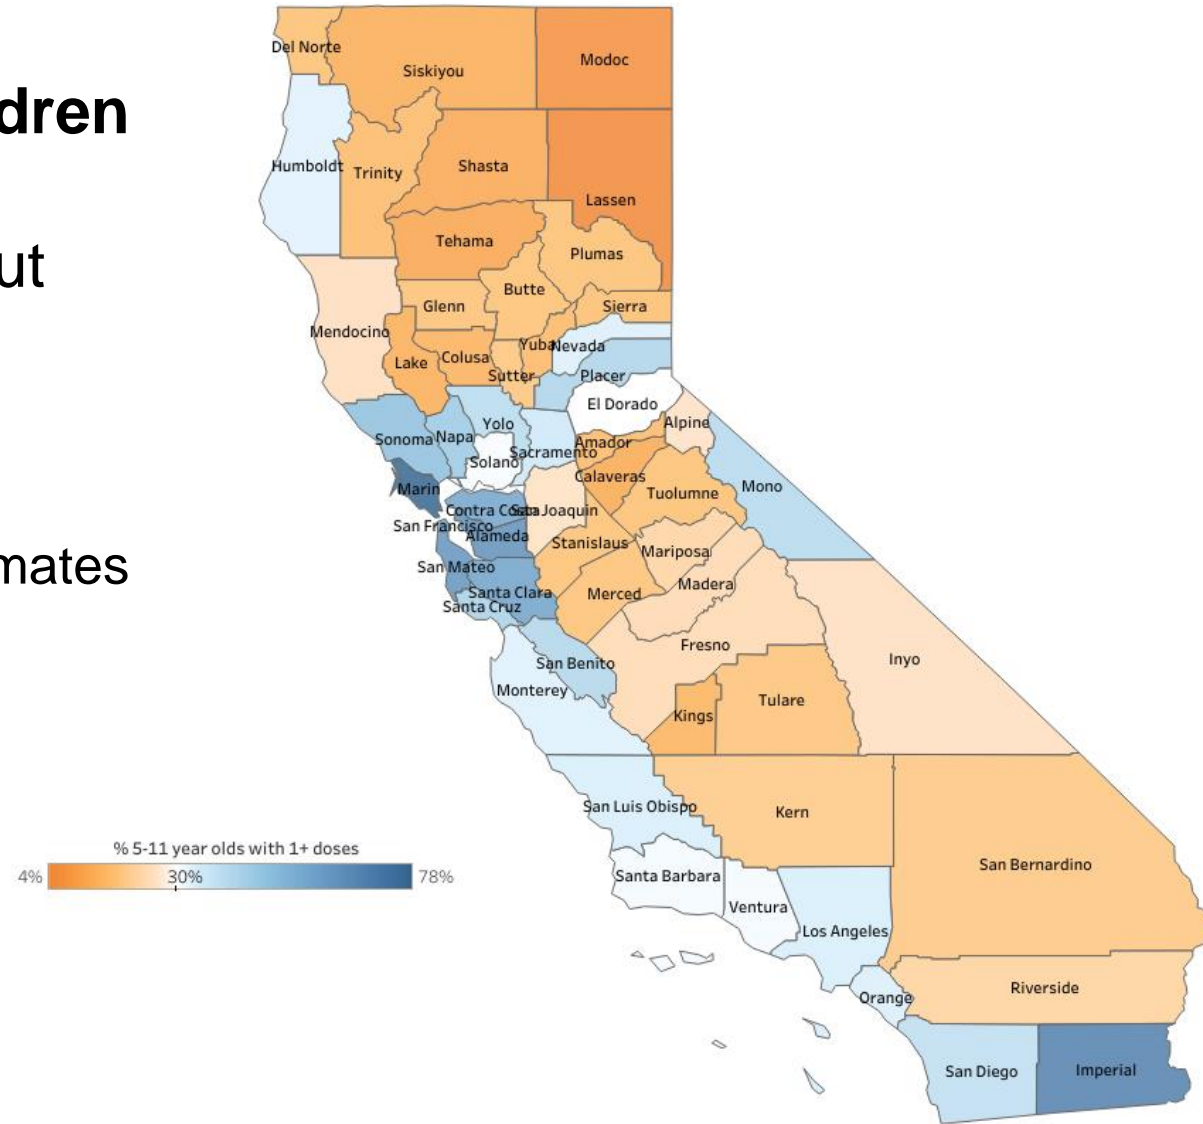 dren
ut
mates
Del Norte
Siskiyou
Modoc
Humboldt
Trinity
Shasta
Lassen
Tehama
Plumas
Butte
Glenn
Sierra
Mendocino
Yuba
Nevada
Lake
Colusa
Sutter
Placer
El Dorado
Alpine
Yolo
Sonoma
Napa
Amador
Sacramento
Solano
Calaveras
Marin
Mono
Tuolumne
Contra Costa
San Joaquin
San Francisco
Alameda
Stanislaus
Mariposa
San Mateo
Madera
Santa Clara
Merced
Santa Cruz
Fresno
Inyo
San Benito
Monterey
Tulare
Kings
San Luis Obispo
Kern
% 5-11 year olds with 1+ doses
4%
30%
78%
San Bernardino
Santa Barbara
Ventura
Los Angeles
Riverside
Orange
San Diego
Imperial